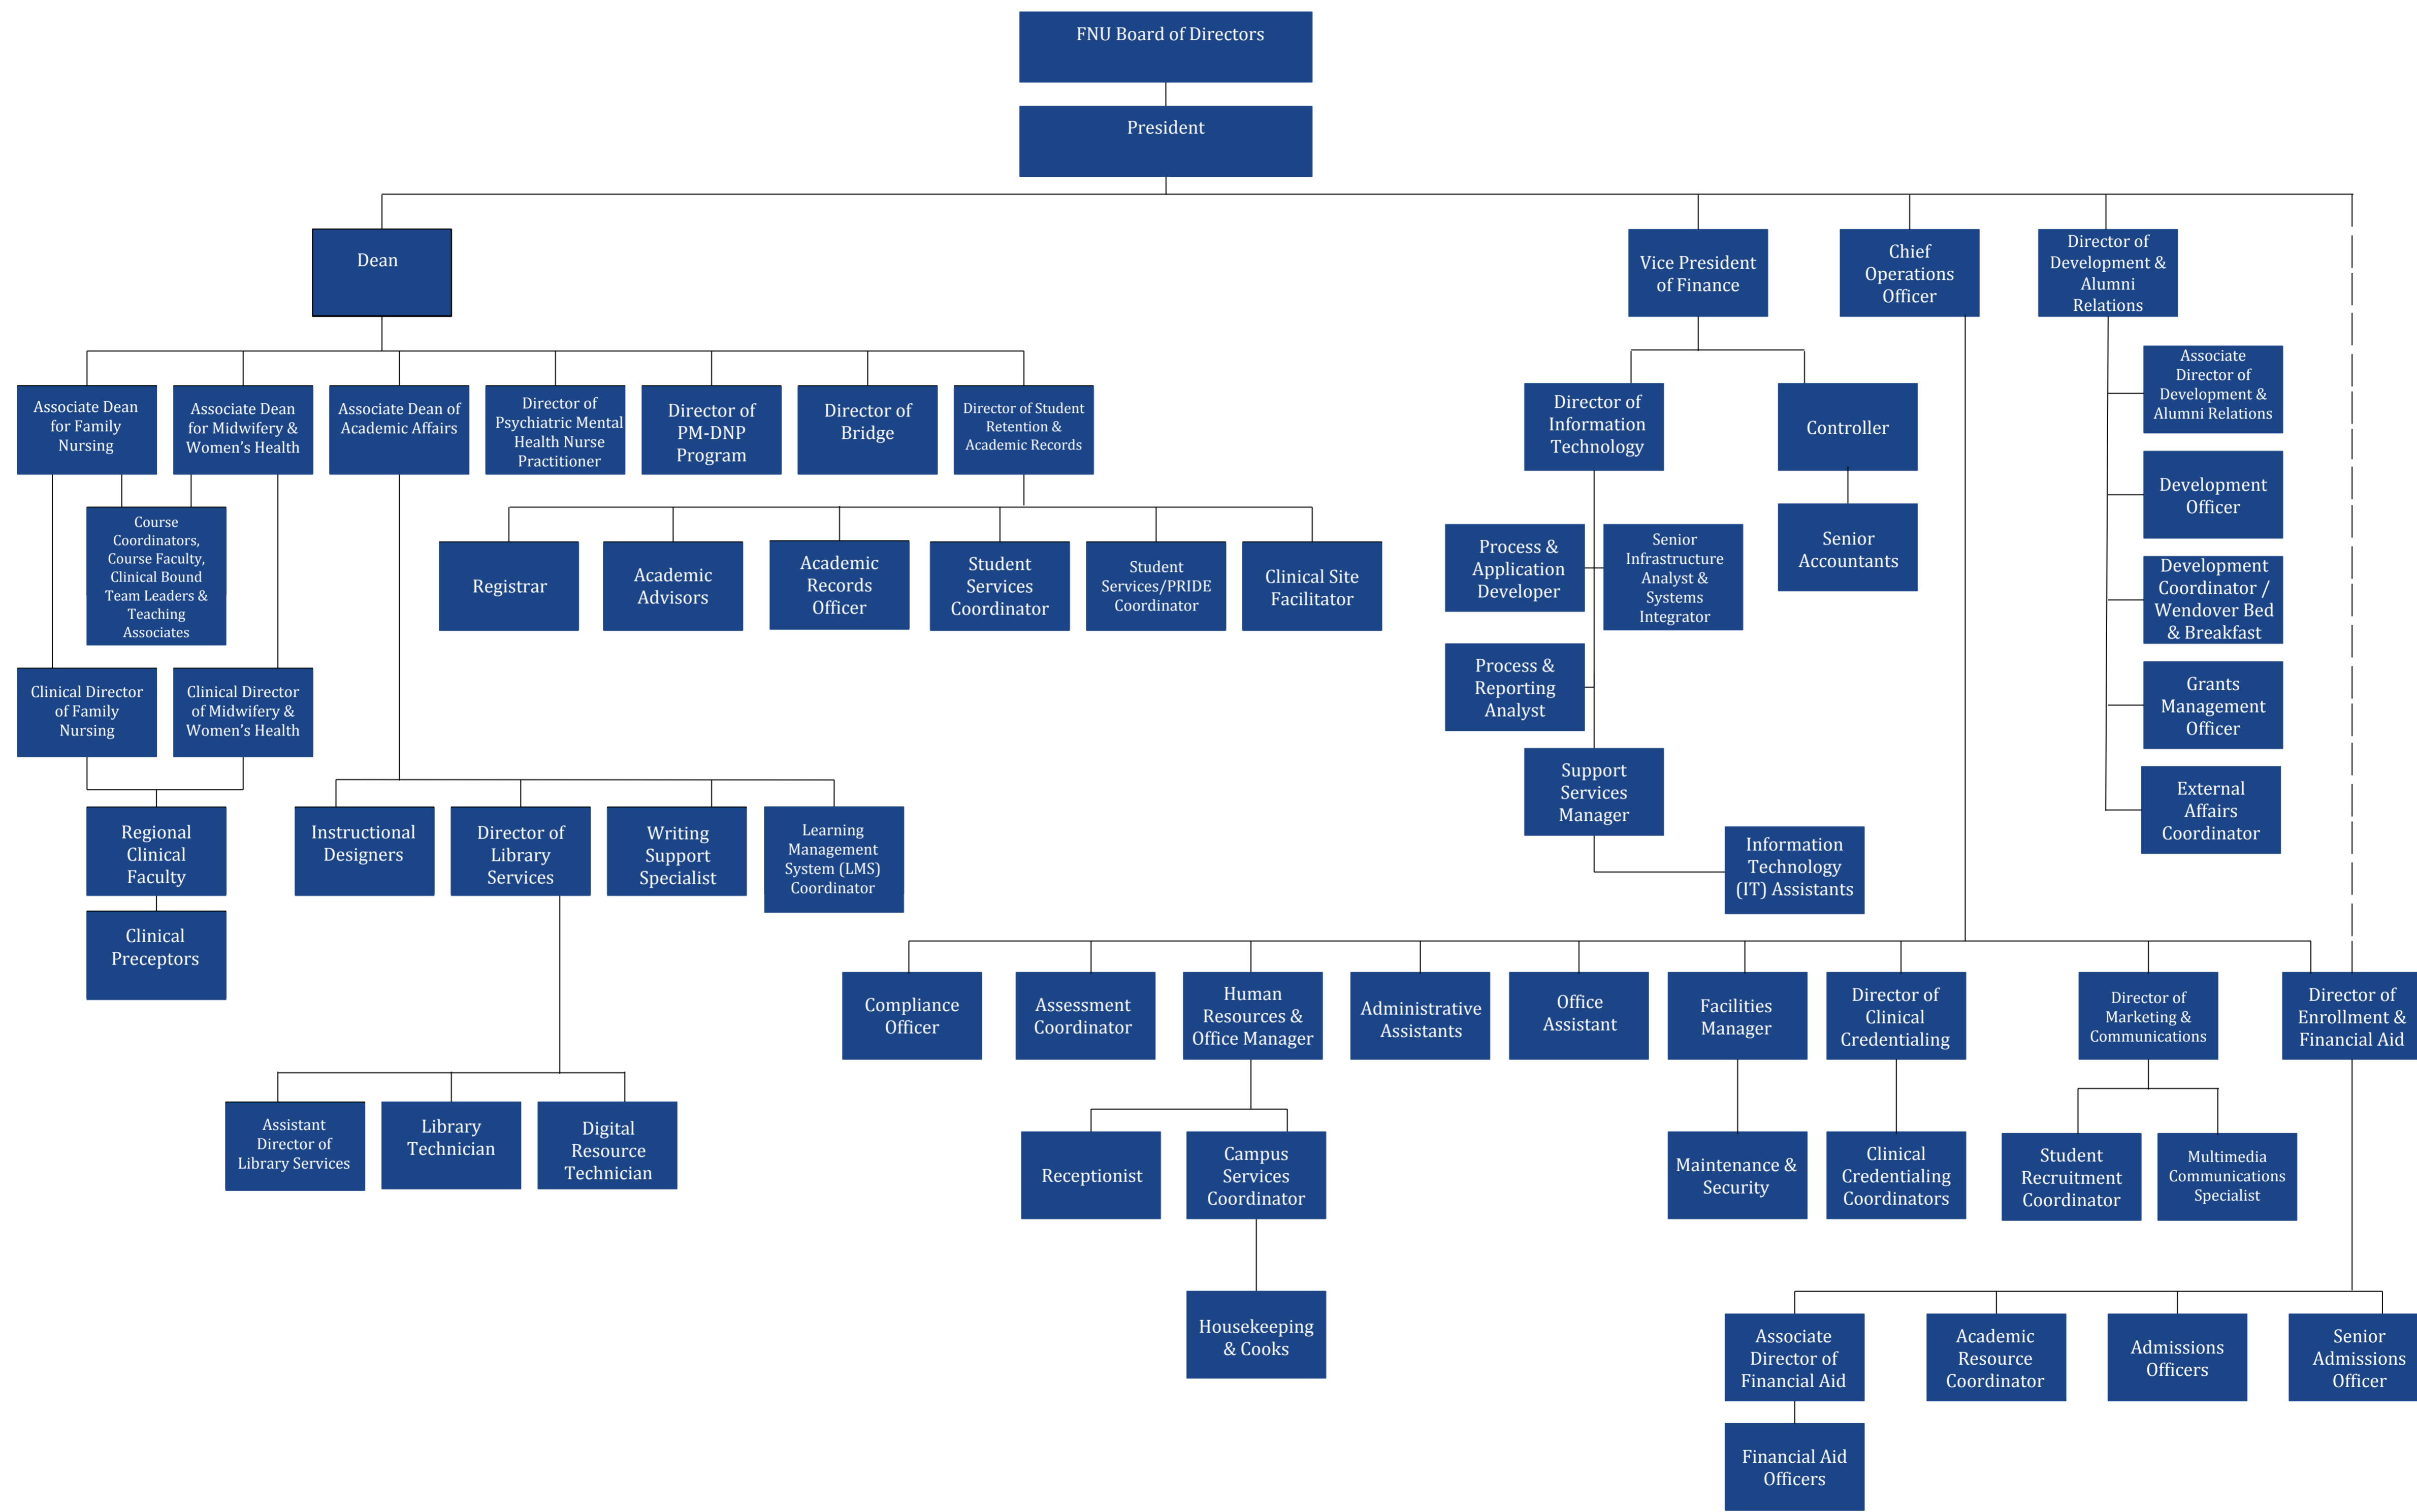 FNU Board of Directors
President
Dean
Vice President
of Finance
Chief
Operations
Officer
Director of
Development &
Alumni
Relations
Associate
Director of
Development &
Alumni Relations
Development
Officer
Development
Coordinator /
Wendover Bed
& Breakfast
Grants
Management
Officer
External
Affairs
Coordinator
Associate Dean
for Family
Nursing
Associate Dean
for Midwifery &
Women's Health
Associate Dean of
Academic Affairs
Director of
Psychiatric Mental
Health Nurse
Practitioner
Director of
PM-DNP
Program
Director of
Bridge
Director of Student
Retention &
Academic Records
Director of
Information
Technology
Controller
Course
Coordinators,
Course Faculty,
Clinical Bound
Team Leaders &
Teaching
Associates
Registrar
Academic
Advisors
Academic
Records
Officer
Student
Services
Coordinator
Student
Services/PRIDE
Coordinator
Clinical Site
Facilitator
Process &
Application
Developer
Senior
Infrastructure
Analyst &
Systems
Integrator
Senior
Accountants
Process &
Reporting
Analyst
Clinical Director
of Family
Nursing
Clinical Director
of Midwifery &
Women's Health
Support
Services
Manager
Information
Technology
(IT) Assistants
Regional
Clinical
Faculty
Instructional
Designers
Director of
Library
Services
Writing
Support
Specialist
Learning
Management
System (LMS)
Coordinator
Clinical
Preceptors
Compliance
Officer
Assessment
Coordinator
Human
Resources &
Office Manager
Administrative
Assistants
Office
Assistant
Facilities
Manager
Director of
Clinical
Credentialing
Director of
Marketing &
Communications
Director of
Enrollment &
Financial Aid
Assistant
Director of
Library Services
Library
Technician
Digital
Resource
Technician
Receptionist
Campus
Services
Coordinator
Maintenance &
Security
Clinical
Credentialing
Coordinators
Student
Recruitment
Coordinator
Multimedia
Communications
Specialist
Housekeeping
& Cooks
Associate
Director of
Financial Aid
Academic
Resource
Coordinator
Admissions
Officers
Senior
Admissions
Officer
Financial Aid
Officers